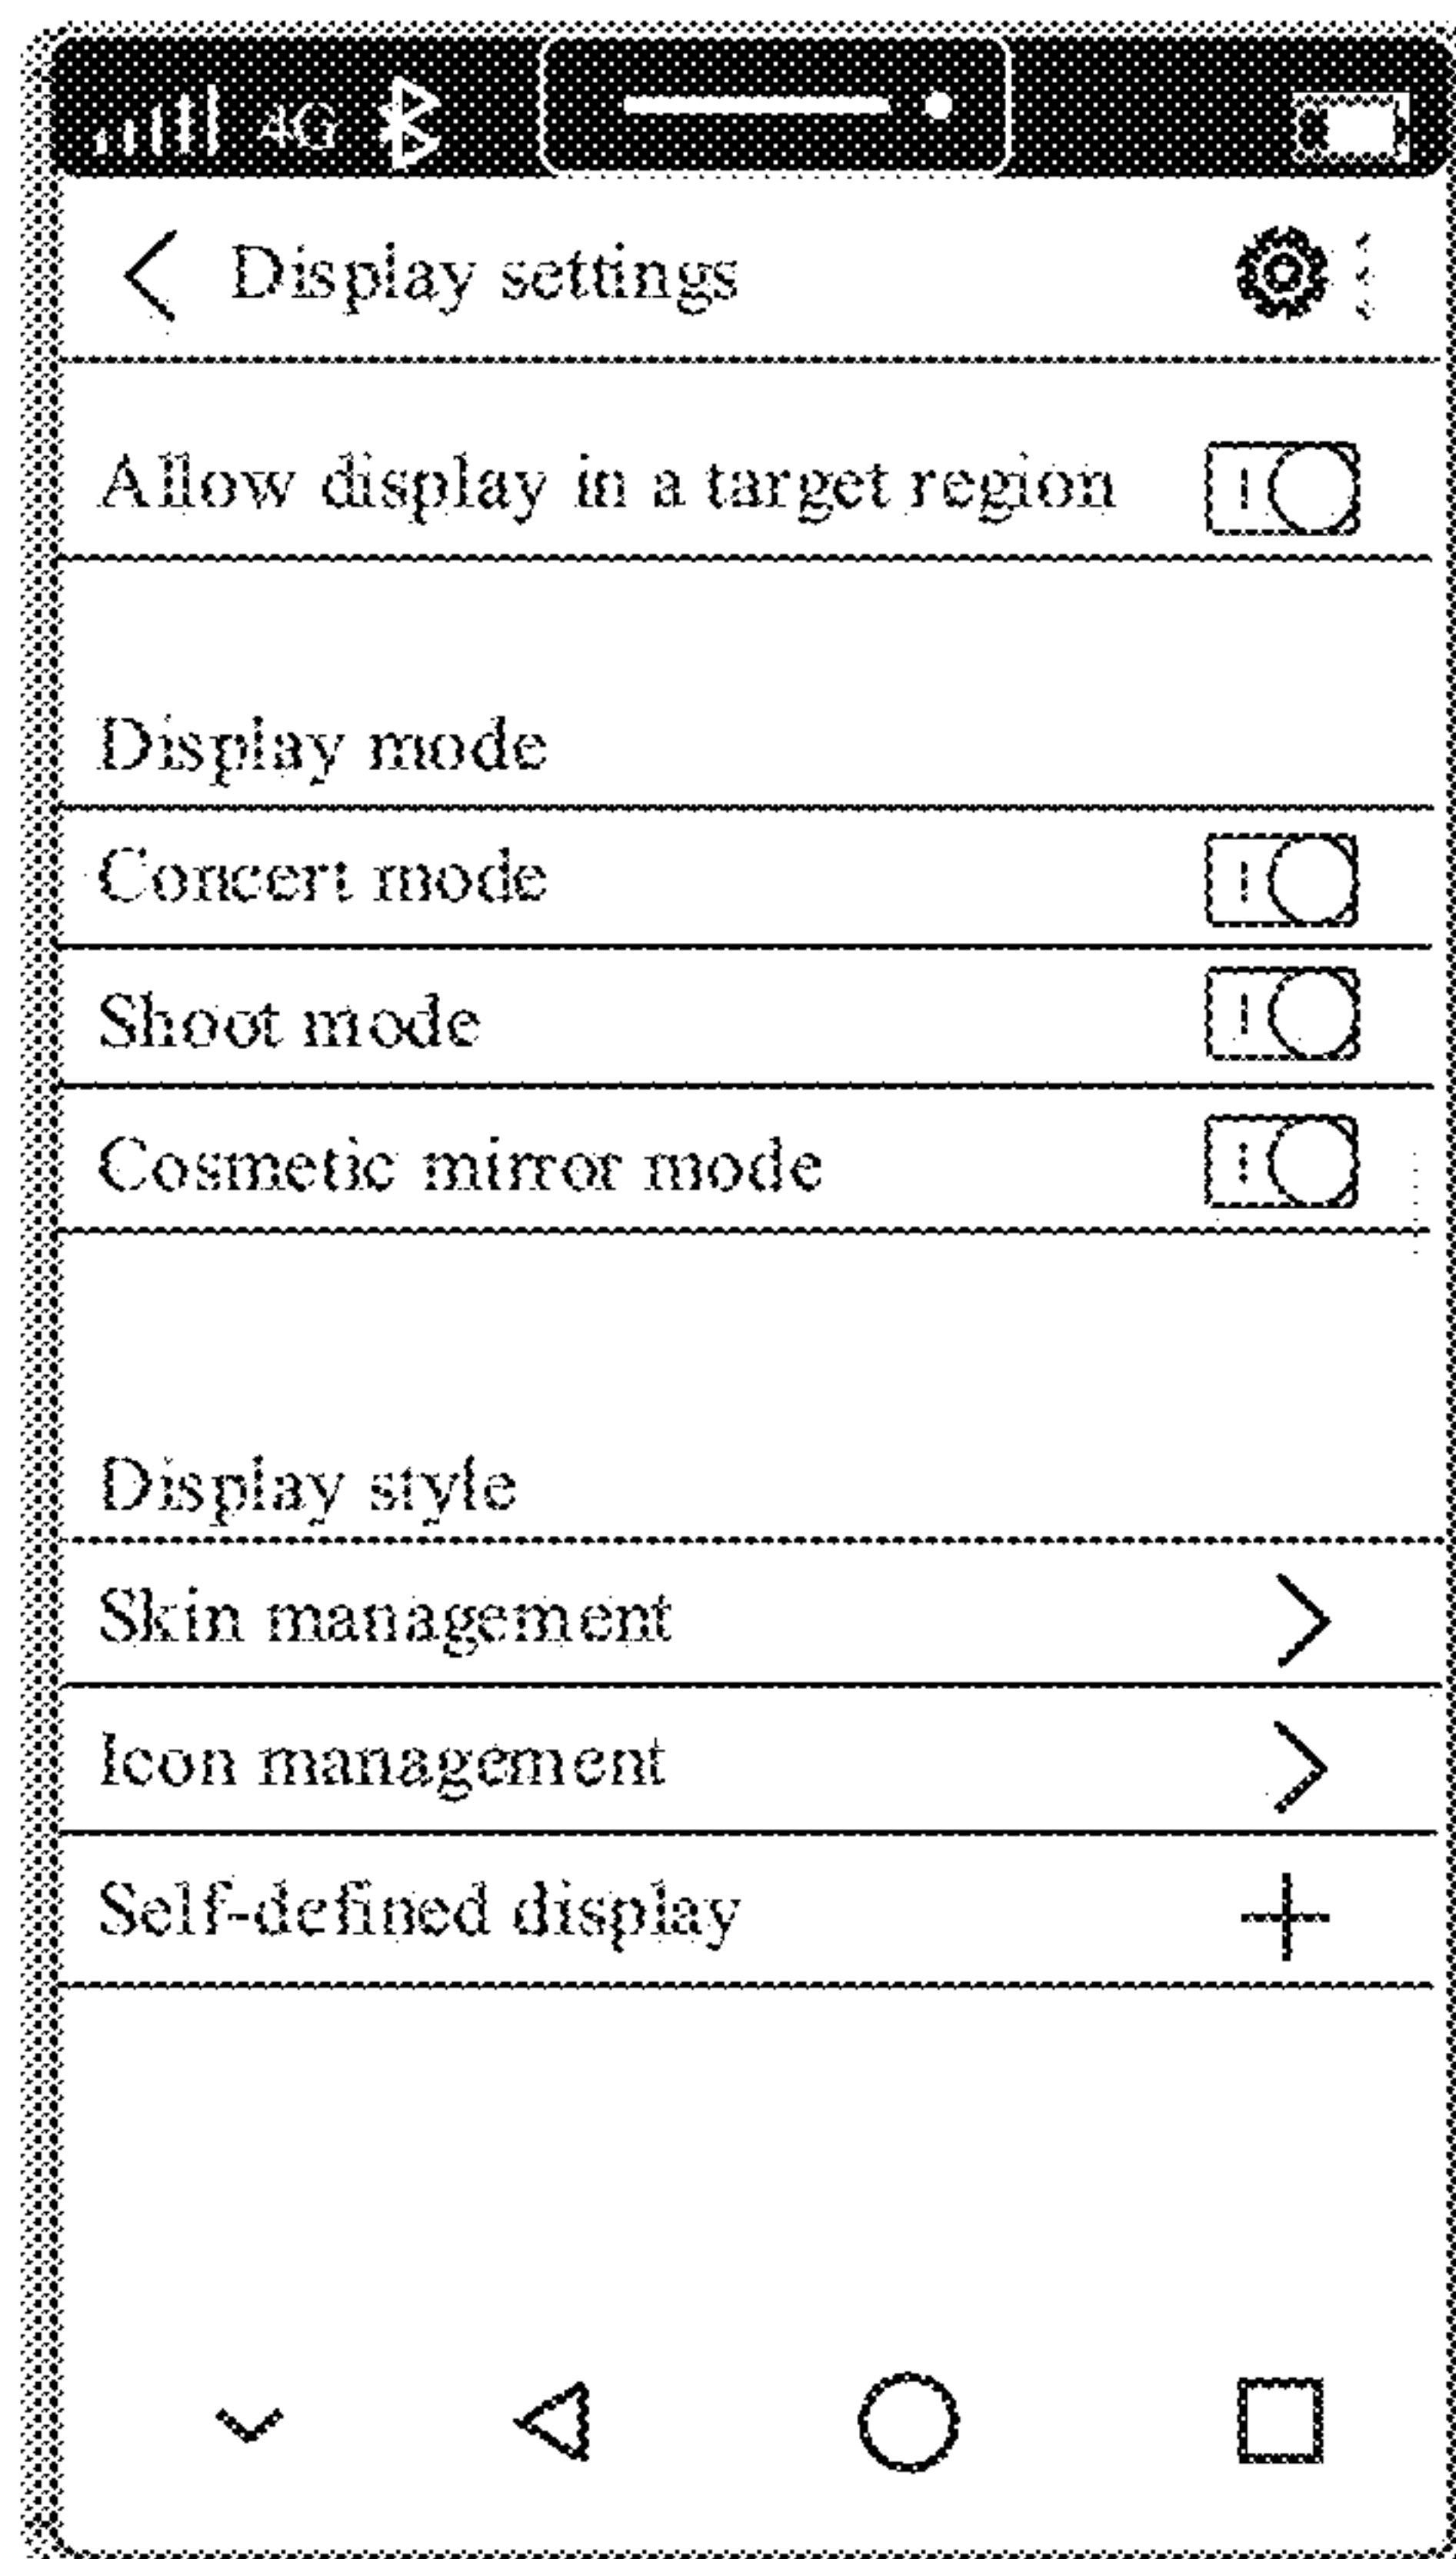 4G
Display settings
Allow display in a target region
Display mode
Concert mode
Shoot mode
Cosmetic mirror mode
Display style
Skin management
Icon management
Self-defined display